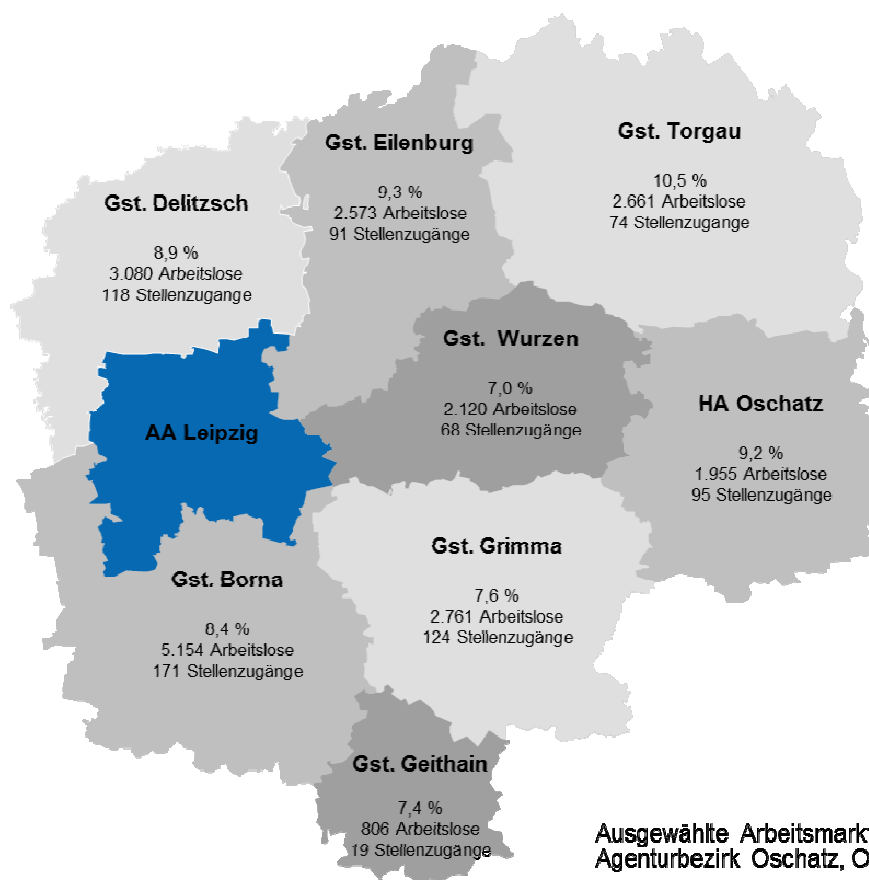 Gst. Eilenburg
9,3 %
2.573 Arbeitslose
91 Stellenzugänge
Gst. Torgau
10,5 %
2.661 Arbeitslose
74 Stellenzugange
Gst. Delitzsch
8,9 %
3.080 Arbeitslose
118 Stellenzugange
Gst. Wurzen
7,0 %
2.120 Arbeitslose
68 Stellenzugänge
HA Oschatz
9,2 %
1.955 Arbeitslose
95 Stellenzugänge
AA Leipzig
Gst. Grimma
7,6 %
2.761 Arbeitslose
124 Stellenzugänge
Gst. Borna
8,4 %
5.154 Arbeitslose
171 Stellenzugänge
Gst. Geithain
7,4 %
806 Arbeitslose
19 Stellenzugänge
Ausgewählte Arbeitsmarkt
Agenturbezirk Oschatz, O